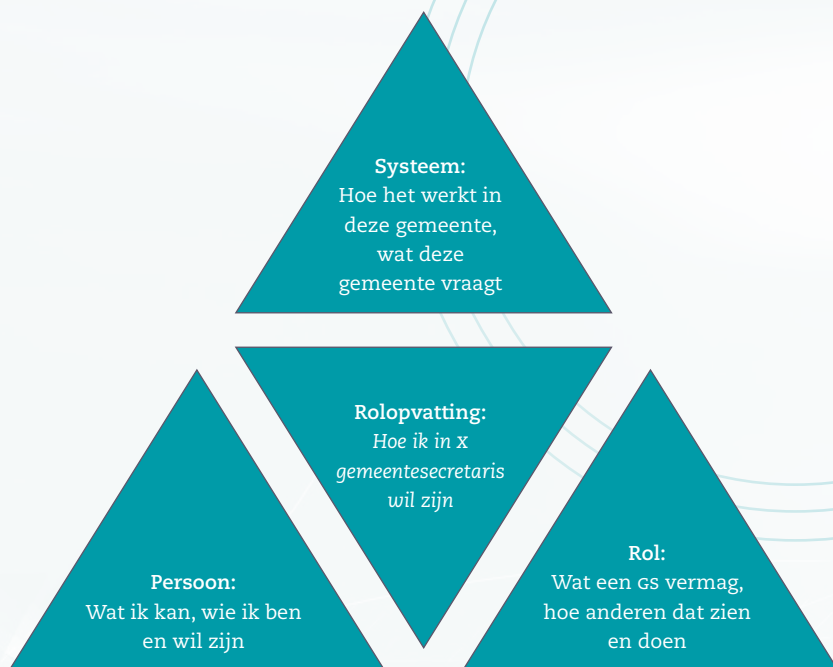 Systeem:
Hoe het werkt in
deze gemeente,
wat deze
gemeente vraagt
Rolopvatting:
Hoe ik in x
gemeentesecretaris
wil zijn
Persoon:
Wat ik kan, wie ik ben
en wil zijn
Rol:
Wat een GS vermag,
hoe anderen dat zien
en doen